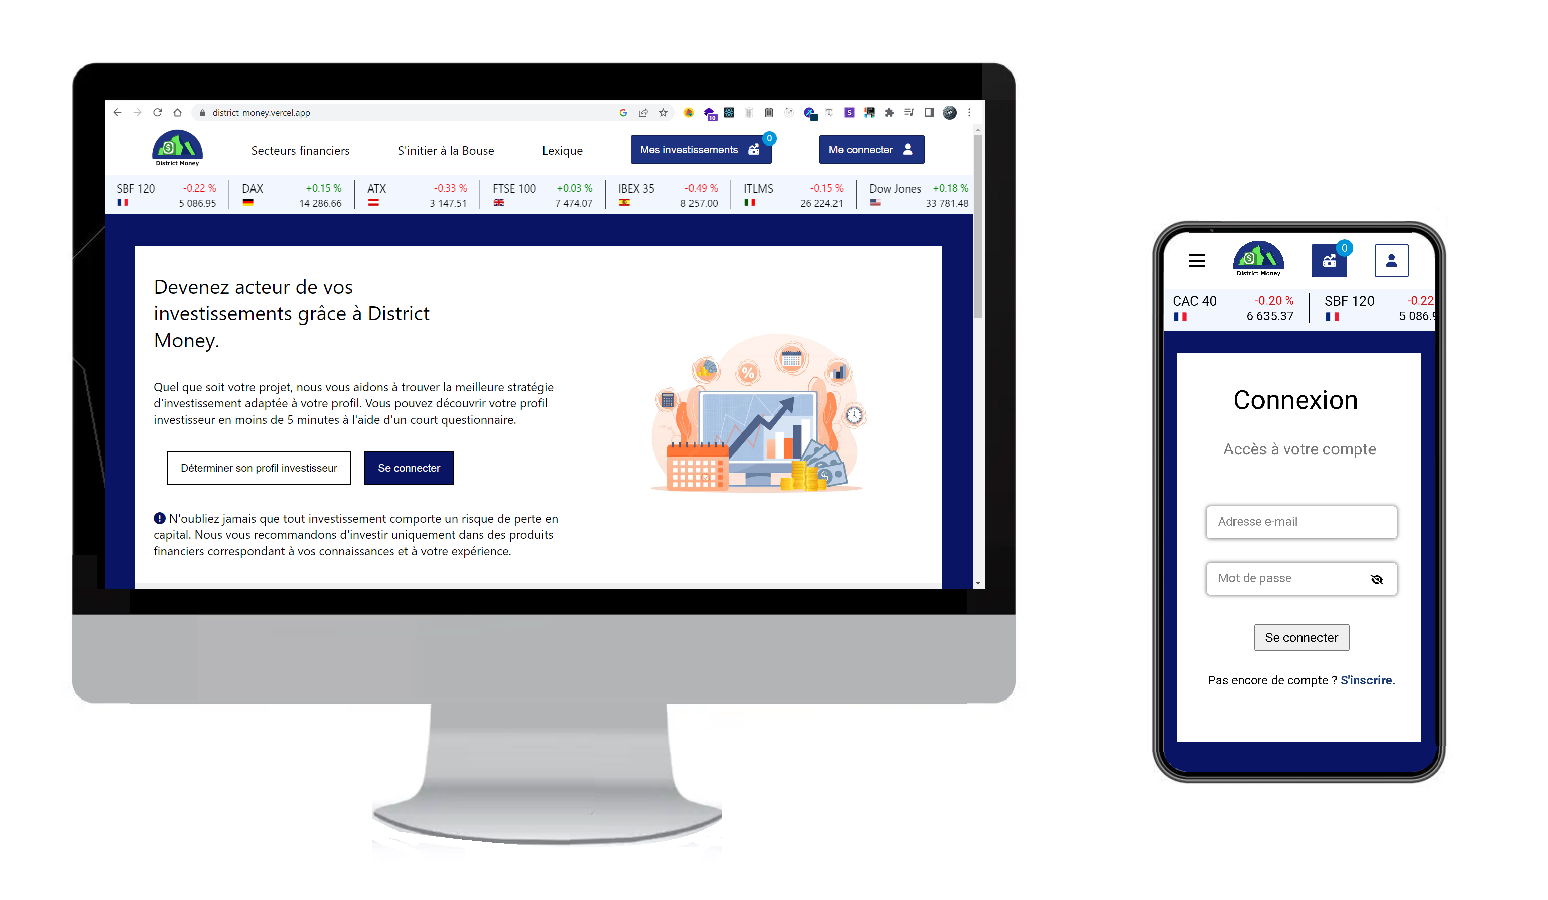 district-money.vercel.app
District Money
Secteurs financiers
S'initier à la Bouse
Lexique
Mes investissements
0
Me connecter
SBF 120 -0.22 %
5 086.95
DAX +0.15 %
14 286.66
ATX -0.33 %
3 147.51
FTSE 100 +0.03 %
7 474.07
IBEX 35 -0.49 %
8 257.00
ITLMS -0.15 %
26 224.21
Dow Jones +0.18 %
33 781.48
Devenez acteur de vos
investissements grâce à District
Money.
Quel que soit votre projet, nous vous aidons à trouver la meilleure stratégie
d'investissement adaptée à votre profil. Vous pouvez découvrir votre profil
investisseur en moins de 5 minutes à l'aide d'un court questionnaire.
Déterminer son profil investisseur
Se connecter
N'oubliez jamais que tout investissement comporte un risque de perte en
capital. Nous vous recommandons d'investir uniquement dans des produits
financiers correspondant à vos connaissances et à votre expérience.
%
District Money
0
CAC 40 -0.20 %
6 635.37
SBF 120 -0.22
5 086.9
Connexion
Accès à votre compte
Adresse e-mail
Mot de passe
Se connecter
Pas encore de compte ? S'inscrire.